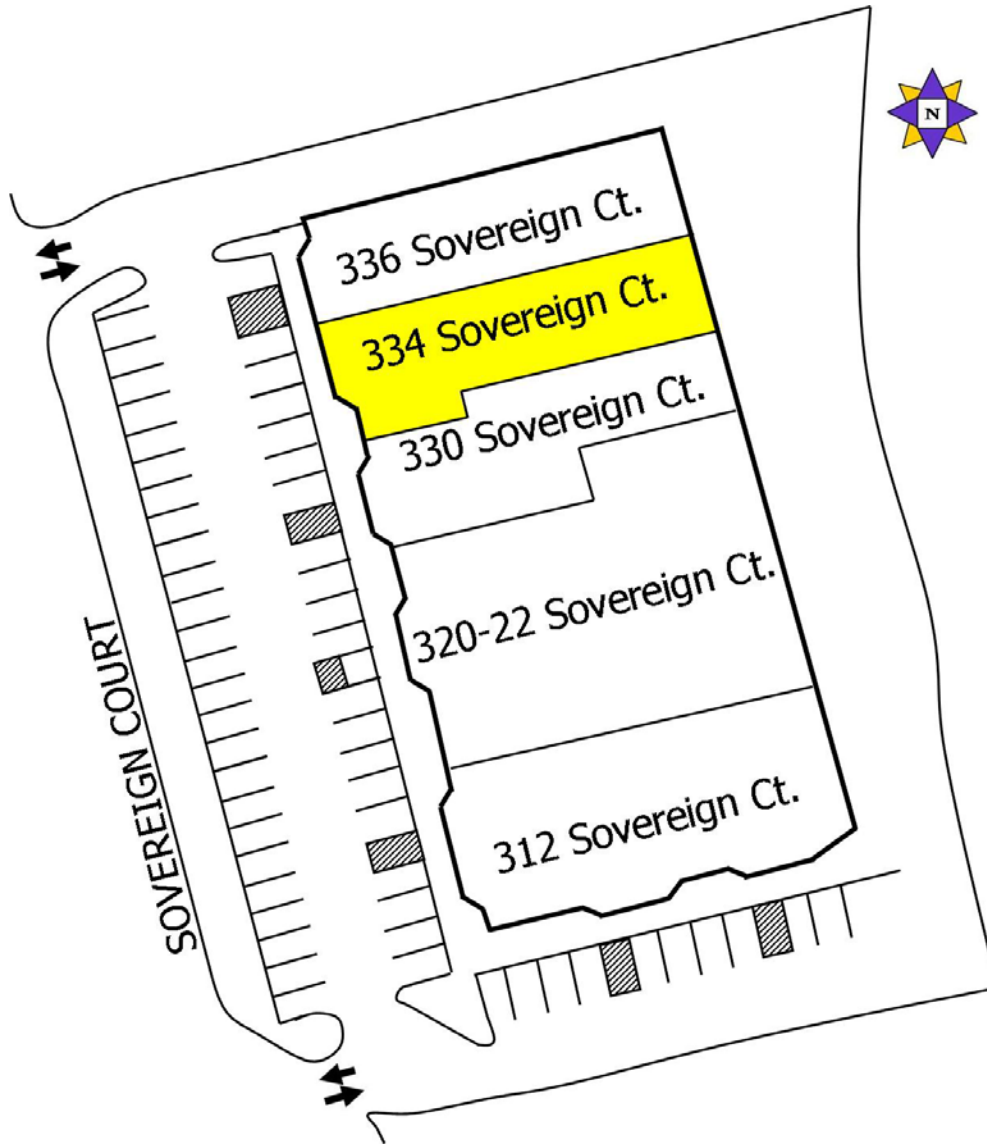 N
336 Sovereign Ct.
334 Sovereign Ct.
330 Sovereign Ct.
320-22 Sovereign Ct.
312 Sovereign Ct.
SOVEREIGN COURT